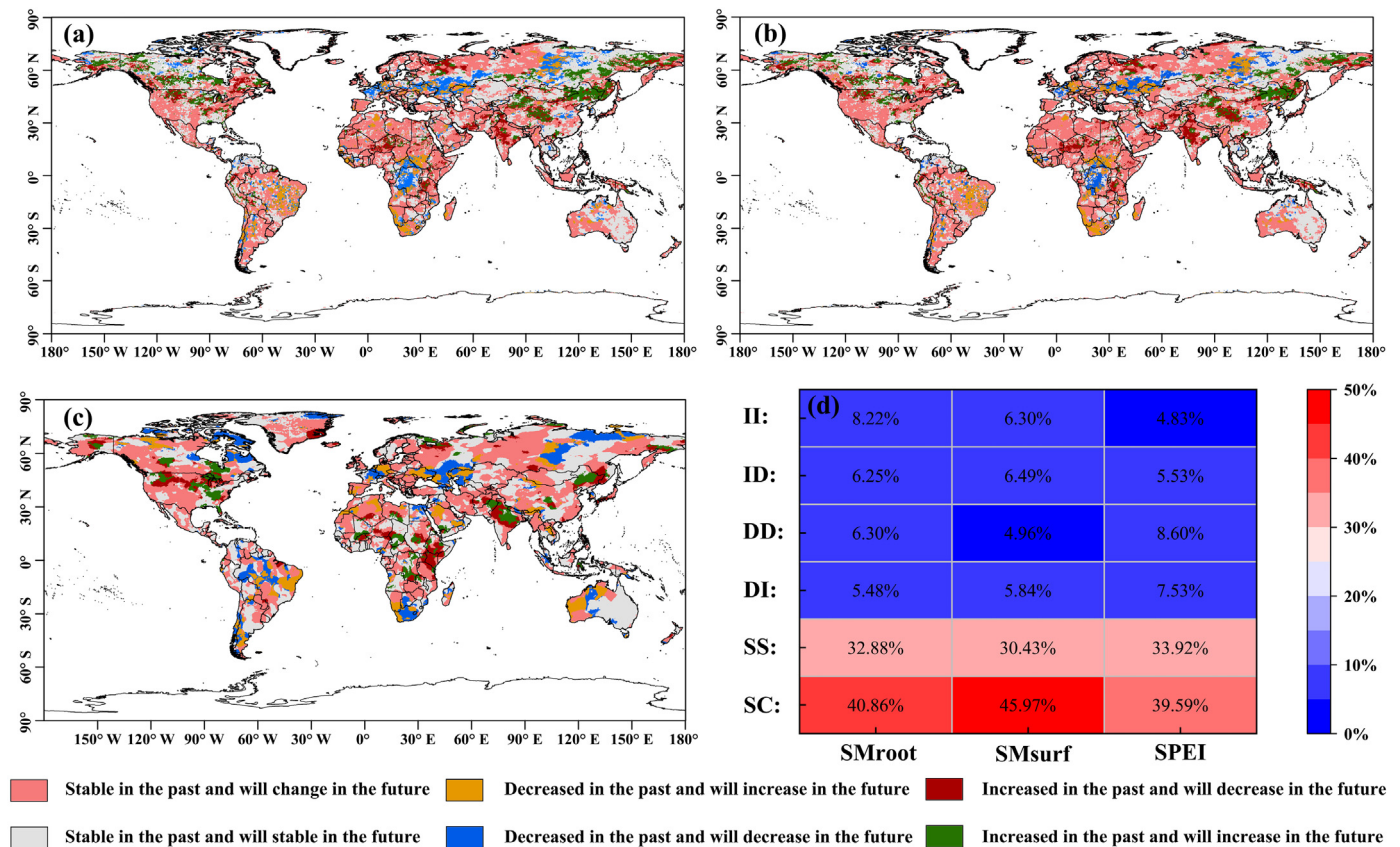 (a)
90°
60° N
30° N
0°
30° S
60° S
90°
180° 150° W 120° W 90° W 60° W 30° W 0° 30° E 60° E 90° E 120° E 150° E 180°
(b)
90°
60° N
30° N
0°
30° S
60° S
90°
180° 150° W 120° W 90° W 60° W 30° W 0° 30° E 60° E 90° E 120° E 150° E 180°
(c)
90°
60° N
30° N
0°
30° S
60° S
90°
150° W 120° W 90° W 60° W 30° W 0° 30° E 60° E 90° E 120° E 150° E 180°
(d)
II: 8.22% 6.30% 4.83%
ID: 6.25% 6.49% 5.53%
DD: 6.30% 4.96% 8.60%
DI: 5.48% 5.84% 7.53%
SS: 32.88% 30.43% 33.92%
SC: 40.86% 45.97% 39.59%
SMroot SMsurf SPEI
50%
40%
30%
20%
10%
0%
Stable in the past and will change in the future
Decreased in the past and will increase in the future
Increased in the past and will decrease in the future
Stable in the past and will stable in the future
Decreased in the past and will decrease in the future
Increased in the past and will increase in the future